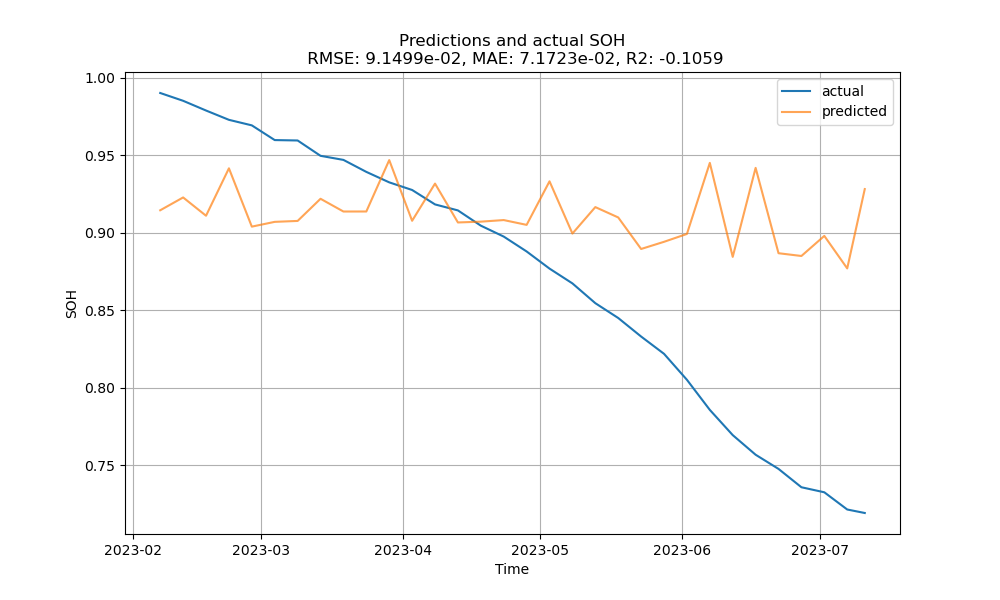 Predictions and actual SOH
RMSE: 9.1499e-02, MAE: 7.1723e-02, R2: -0.1059
actual
predicted
1.00
0.95
0.90
0.85
0.80
0.75
SOH
2023-02 2023-03 2023-04 2023-05 2023-06 2023-07
Time